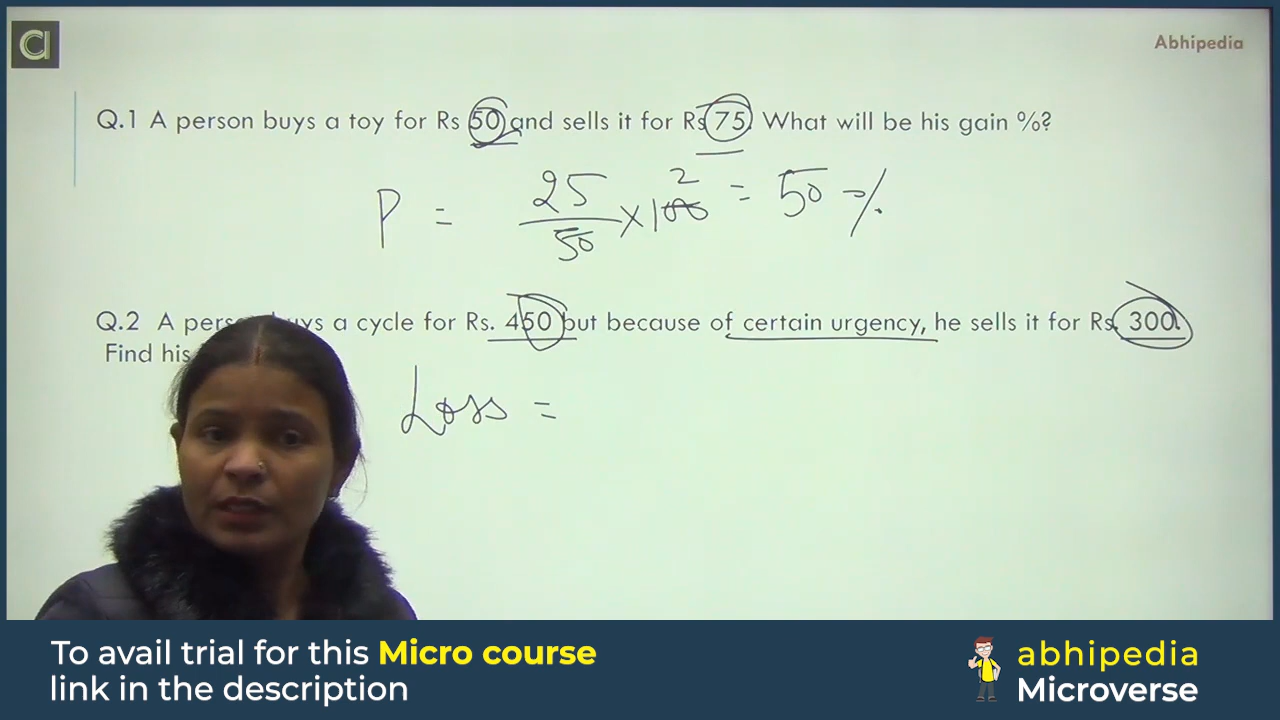 Abhipedia
Q.1 A person buys a toy for Rs 50 and sells it for Rs 75. What will be his gain %?
P = 25/50 × 100 2 = 50 %
Q.2 A pers buys a cycle for Rs. 450 but because of certain urgency, he sells it for Rs. 300.
Find his
Loss =
To avail trial for this Micro course
link in the description
abhipedia
Microverse